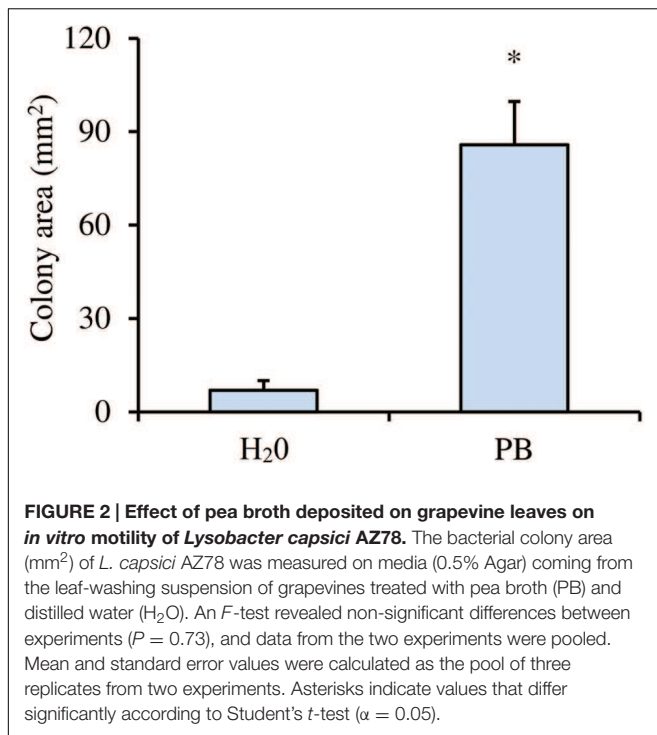 120
*
90
60
30
0
Colony area (mm²)
H₂0
PB
FIGURE 2 | Effect of pea broth deposited on grapevine leaves on
in vitro motility of Lysobacter capsici AZ78. The bacterial colony area
(mm²) of L. capsici AZ78 was measured on media (0.5% Agar) coming from
the leaf-washing suspension of grapevines treated with pea broth (PB) and
distilled water (H₂O). An F-test revealed non-significant differences between
experiments (P = 0.73), and data from the two experiments were pooled.
Mean and standard error values were calculated as the pool of three
replicates from two experiments. Asterisks indicate values that differ
significantly according to Student's t-test (α = 0.05).